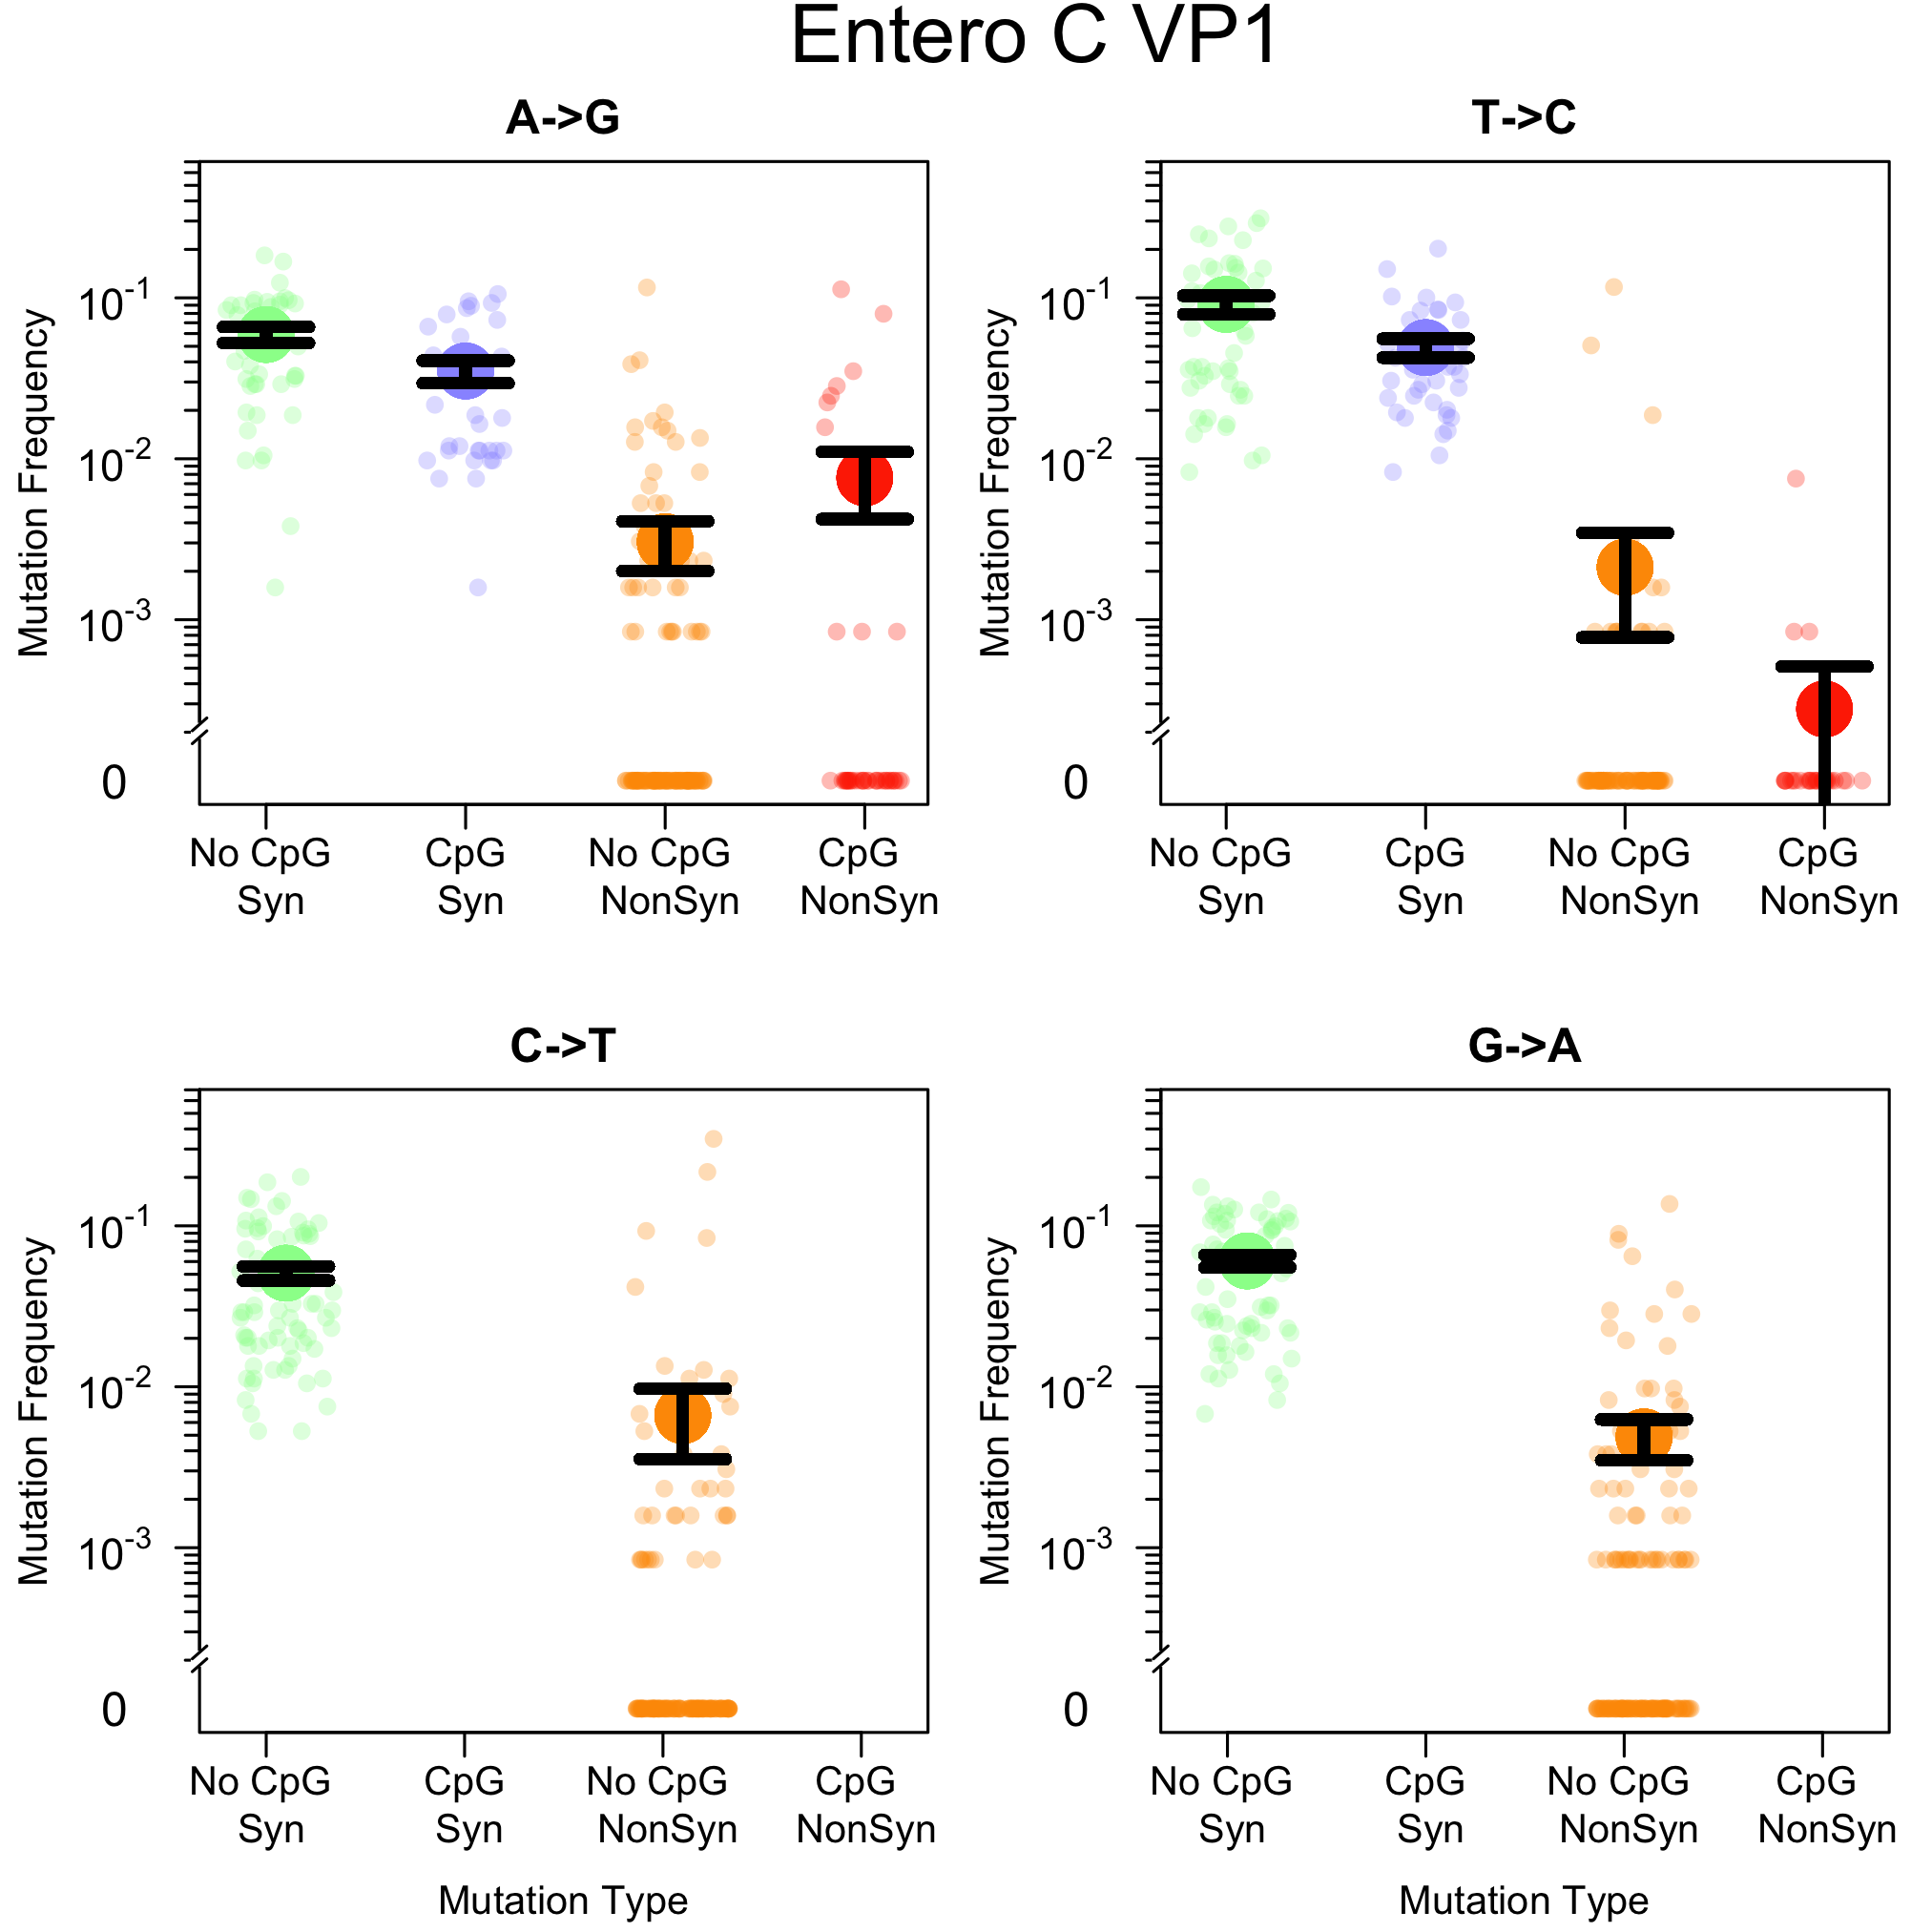 Entero C VP1
A->G
Mutation Frequency
10-1
10-2
10-3
0
No CpG Syn
CpG Syn
No CpG NonSyn
CpG NonSyn
T->C
Mutation Frequency
10-1
10-2
10-3
0
No CpG Syn
CpG Syn
No CpG NonSyn
CpG NonSyn
C->T
Mutation Frequency
10-1
10-2
10-3
0
No CpG Syn
CpG Syn
No CpG NonSyn
CpG NonSyn
Mutation Type
G->A
Mutation Frequency
10-1
10-2
10-3
0
No CpG Syn
CpG Syn
No CpG NonSyn
CpG NonSyn
Mutation Type